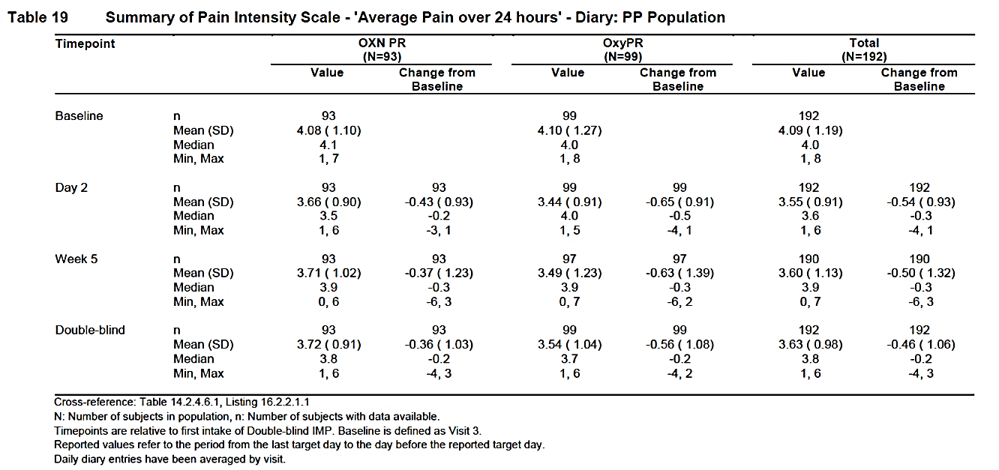 Table 19 Summary of Pain Intensity Scale - 'Average Pain over 24 hours' - Diary: PP Population
Timepoint OXN PR OxyPR Total
(N=93) (N=99) (N=192)
Value Change from Value Change from Value Change from
Baseline Baseline Baseline
Baseline n 93 99 192
Mean (SD) 4.08 ( 1.10) 4.10 ( 1.27) 4.09 ( 1.19)
Median 4.1 4.0 4.0
Min, Max 1, 7 1, 8 1, 8
Day 2 n 93 93 99 99 192 192
Mean (SD) 3.66 ( 0.90) -0.43 ( 0.93) 3.44 ( 0.91) -0.65 ( 0.91) 3.55 ( 0.91) -0.54 ( 0.93)
Median 3.5 -0.2 4.0 -0.5 3.6 -0.3
Min, Max 1, 6 -3, 1 1, 5 -4, 1 1, 6 -4, 1
Week 5 n 93 93 97 97 190 190
Mean (SD) 3.71 ( 1.02) -0.37 ( 1.23) 3.49 ( 1.23) -0.63 ( 1.39) 3.60 ( 1.13) -0.50 ( 1.32)
Median 3.9 -0.3 3.9 -0.3 3.9 -0.3
Min, Max 0, 6 -6, 3 0, 7 -6, 2 0, 7 -6, 3
Double-blind n 93 93 99 99 192 192
Mean (SD) 3.72 ( 0.91) -0.36 ( 1.03) 3.54 ( 1.04) -0.56 ( 1.08) 3.63 ( 0.98) -0.46 ( 1.06)
Median 3.8 -0.2 3.7 -0.2 3.8 -0.2
Min, Max 1, 6 -4, 3 1, 6 -4, 2 1, 6 -4, 3
Cross-reference: Table 14.2.4.6.1, Listing 16.2.2.1.1
N: Number of subjects in population, n: Number of subjects with data available.
Timepoints are relative to first intake of Double-blind IMP. Baseline is defined as Visit 3.
Reported values refer to the period from the last target day to the day before the reported target day.
Daily diary entries have been averaged by visit.